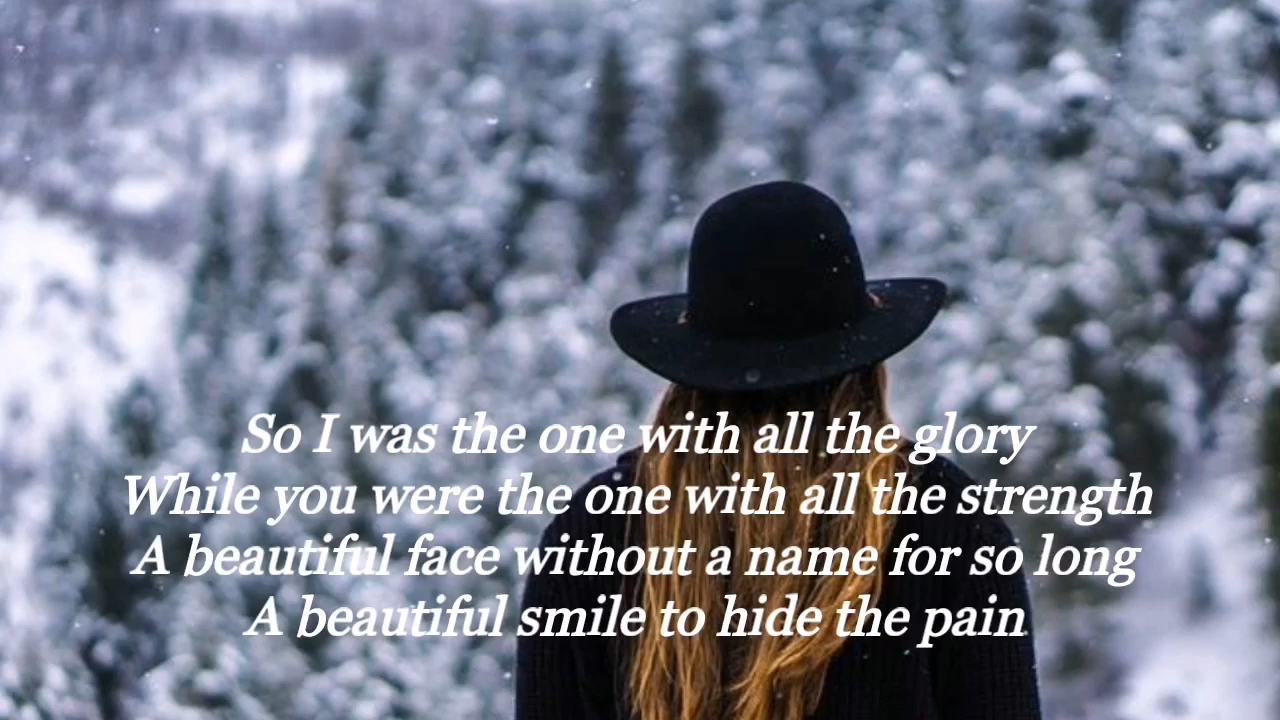 So I was the one with all the glory
While you were the one with all the strength
A beautiful face without a name for so long
A beautiful smile to hide the pain